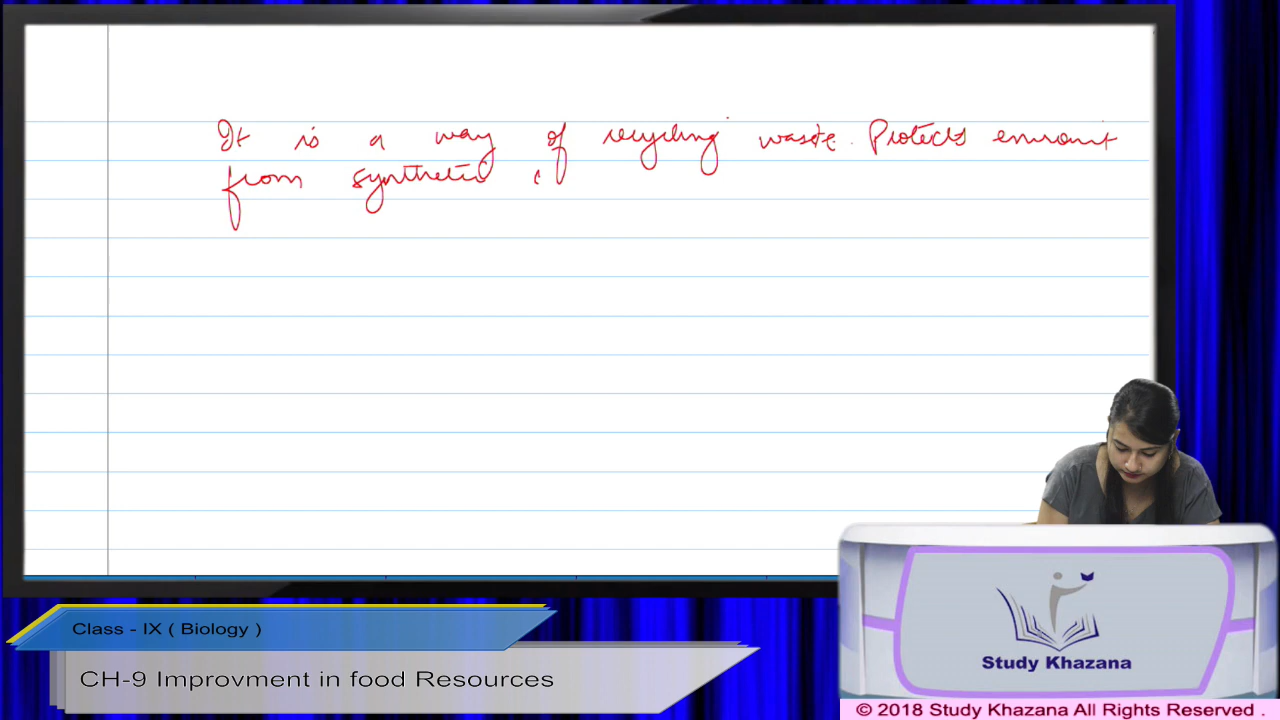 It is a way of recycling waste. Protects
from synthetic
Class - IX ( Biology )
CH-9 Improvment in food Resources
Study Khazana
© 2018 Study Khazana All Rights Reserved .